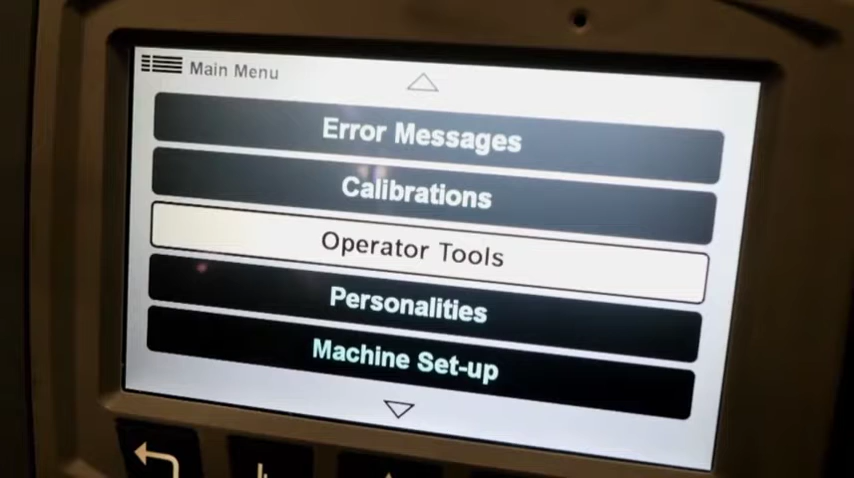 Main Menu
Error Messages
Calibrations
Operator Tools
Personalities
Machine Set-up